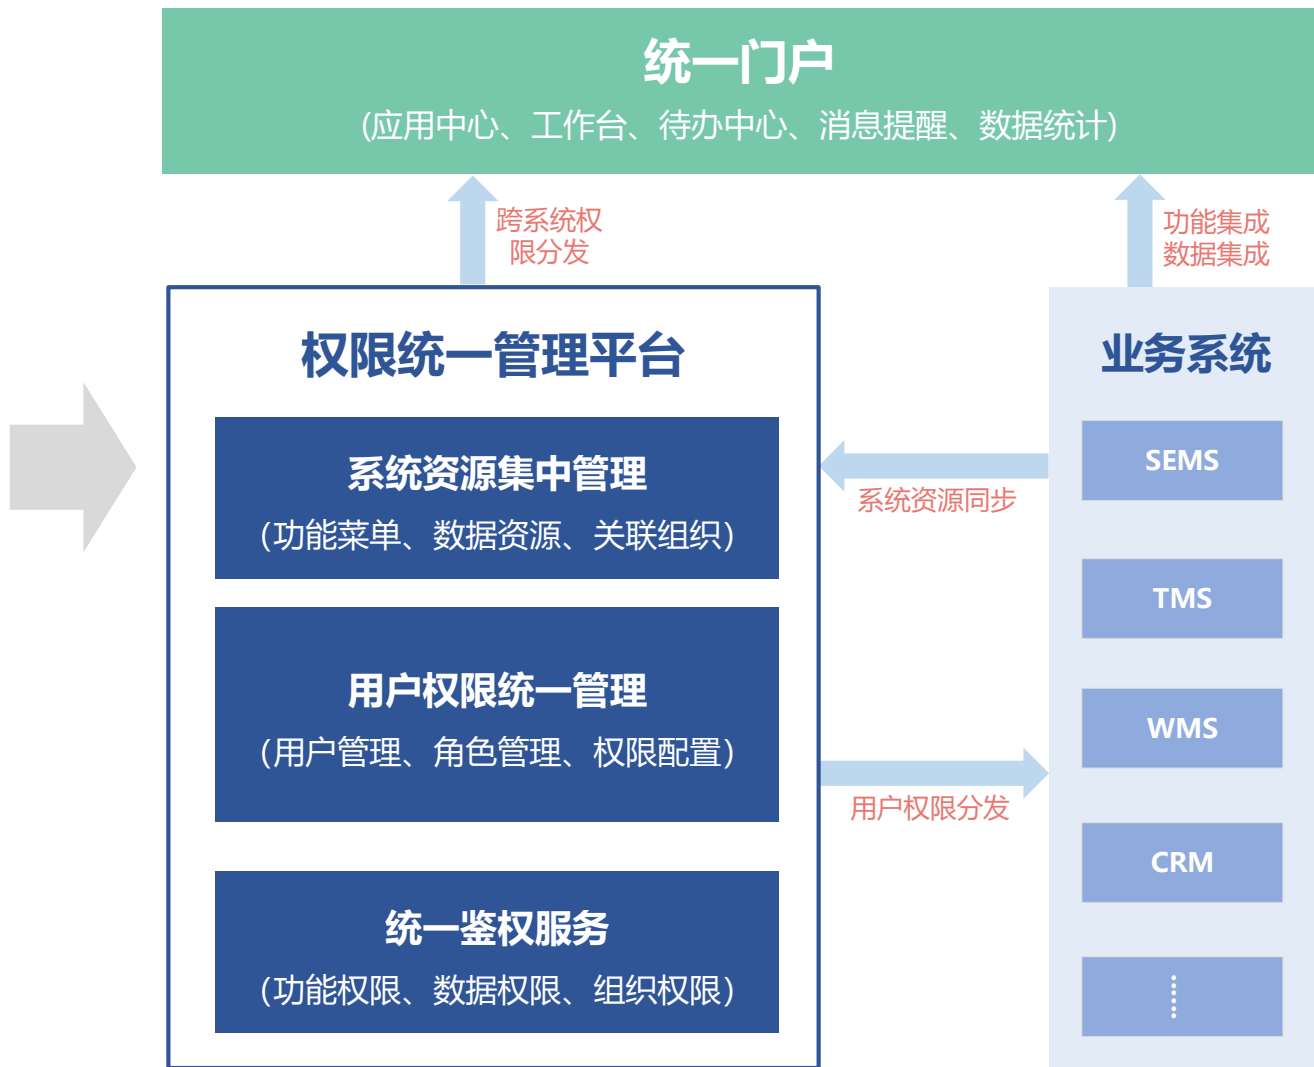 统一门户
(应用中心、工作台、待办中心、消息提醒、数据统计)
跨系统权
限分发
功能集成
数据集成
权限统一管理平台
系统资源集中管理
(功能菜单、数据资源、关联组织)
用户权限统一管理
(用户管理、角色管理、权限配置)
统一鉴权服务
(功能权限、数据权限、组织权限)
系统资源同步
用户权限分发
业务系统
SEMS
TMS
WMS
CRM
……